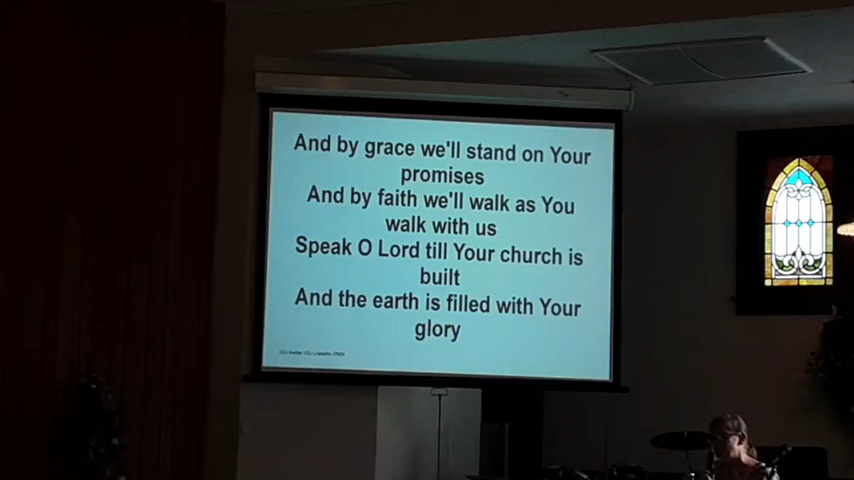 And by grace we'll stand on Your
promises
And by faith we'll walk as You
walk with us
Speak O Lord till Your church is
built
And the earth is filled with Your
glory